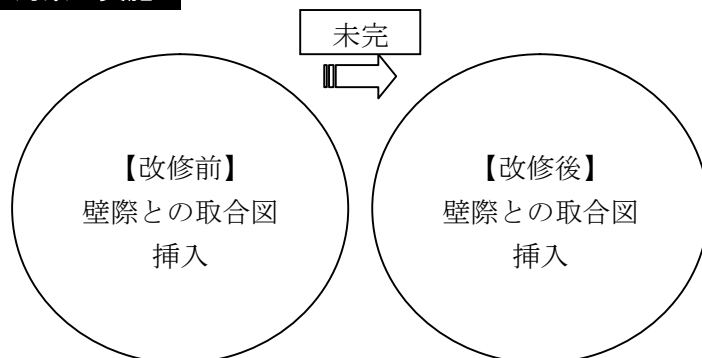 未完
【改修前】
壁際との取合図
挿入
【改修後】
壁際との取合図
挿入